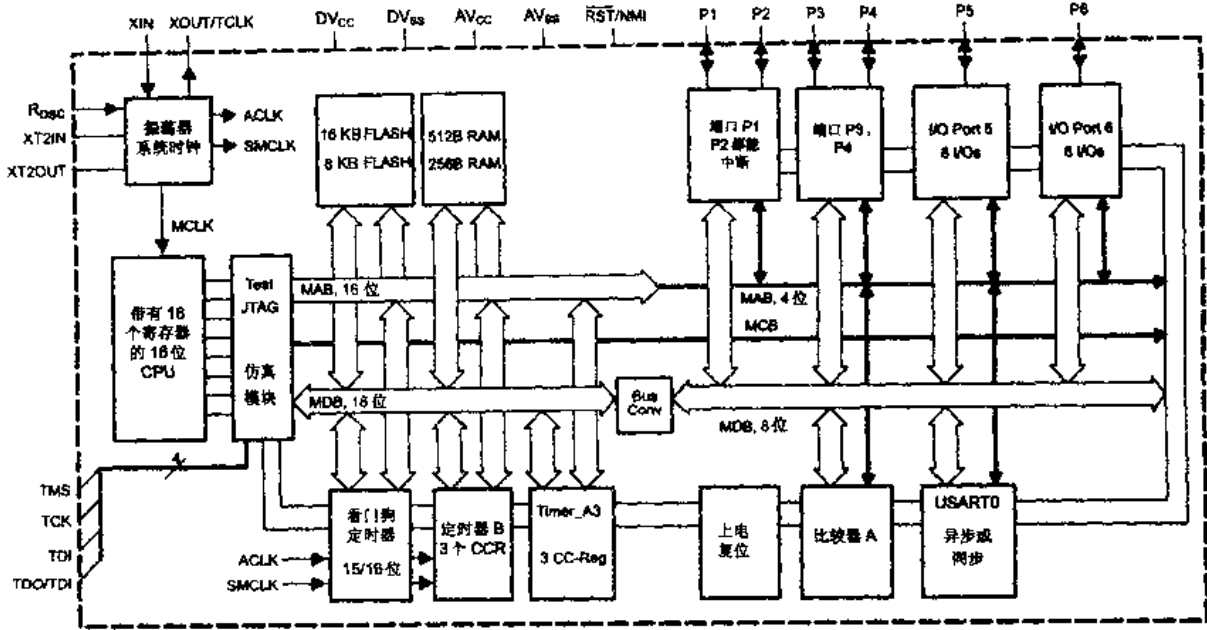 XIN
XOUT/TCLK
DVCC
DVSS
AVCC
AVSS
RST/NMI
P1
P2
P3
P4
P5
P6
ROSC
XT2IN
XT2OUT
振荡器
系统时钟
ACLK
SMCLK
16 KB FLASH
8 KB FLASH
512B RAM
256B RAM
端口 P1
P2 都能
中断
端口 P3,
P4
I/O Port 5
8 I/Os
I/O Port 6
6 I/Os
MCLK
带有 16
个寄存器
的 16位
CPU
Test
JTAG
仿真
模块
MAB, 16 位
MAB, 4 位
MCB
MDB, 16 位
Bus
Conv
MDB, 8位
4
TMS
TCK
TDI
TDO/TDI
ACLK
SMCLK
看门狗
定时器
15/16 位
定时器 B
3 个 CCR
Timer_A3
3 CC-Reg
上电
复位
比较器 A
USART0
异步或
同步